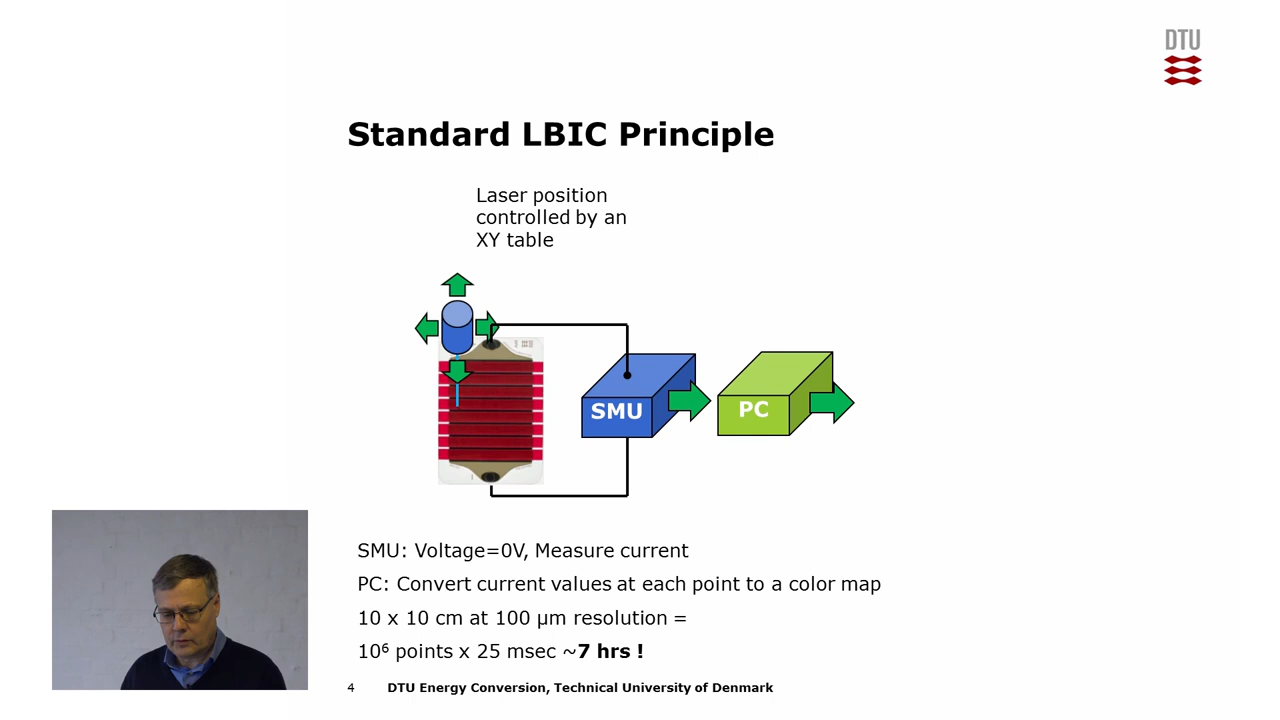 DTU
Standard LBIC Principle
Laser position
controlled by an
XY table
SMU
PC
SMU: Voltage=0V, Measure current
PC: Convert current values at each point to a color map
10 x 10 cm at 100 µm resolution =
10⁶ points x 25 msec ~7 hrs !
4 DTU Energy Conversion, Technical University of Denmark